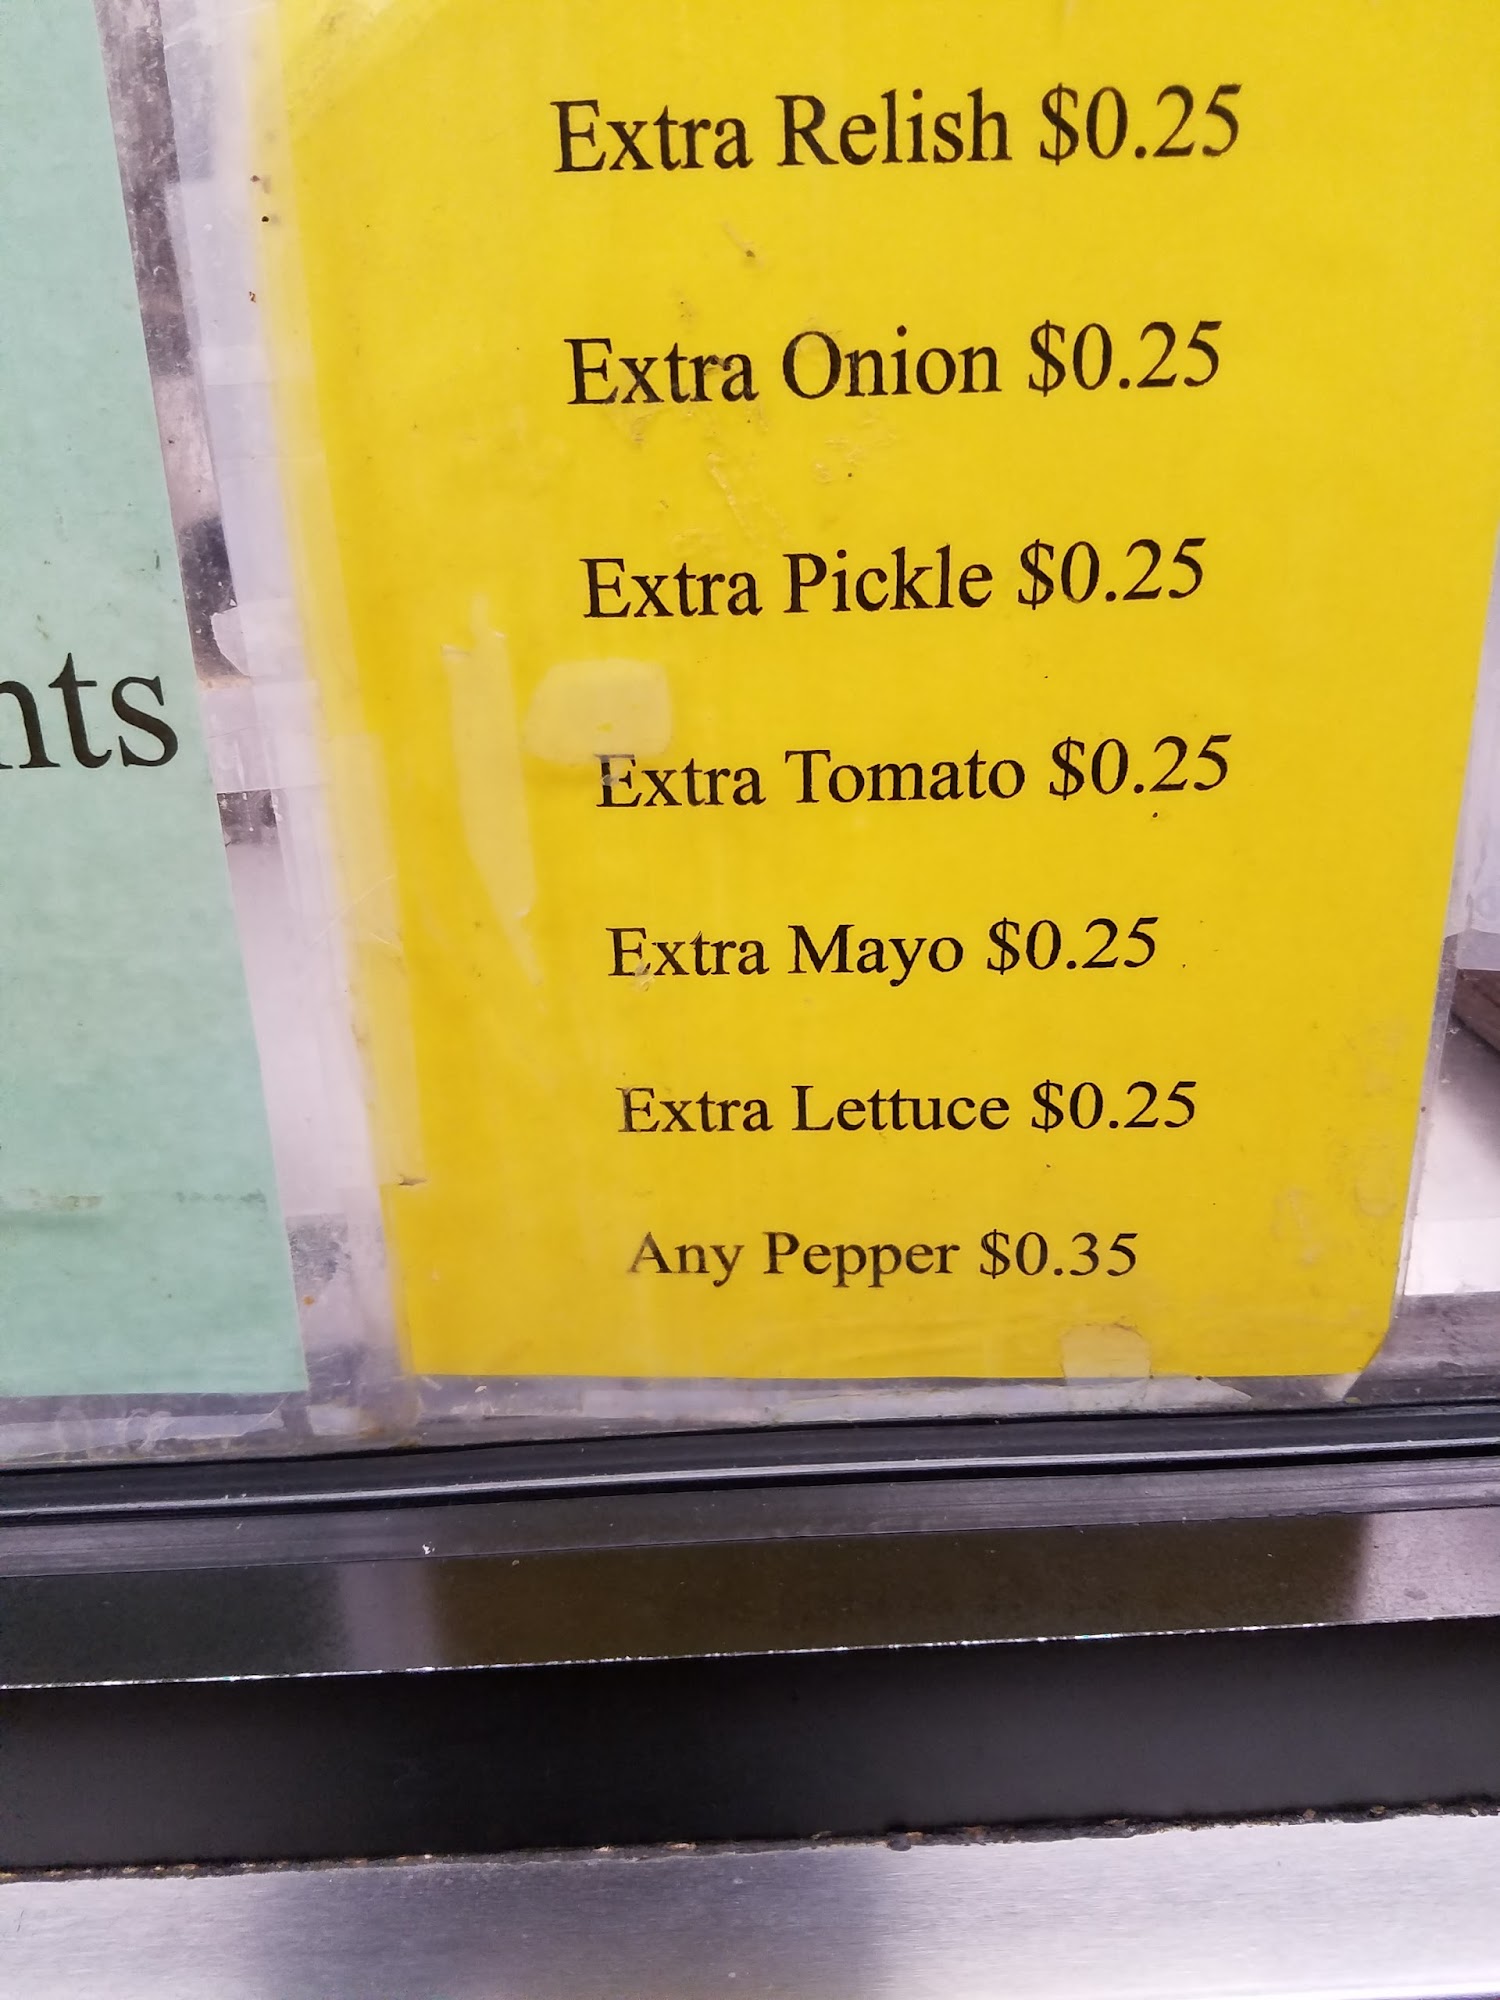 Extra Relish $0.25
Extra Onion $0.25
Extra Pickle $0.25
Extra Tomato $0.25
Extra Mayo $0.25
Extra Lettuce $0.25
Any Pepper $0.35